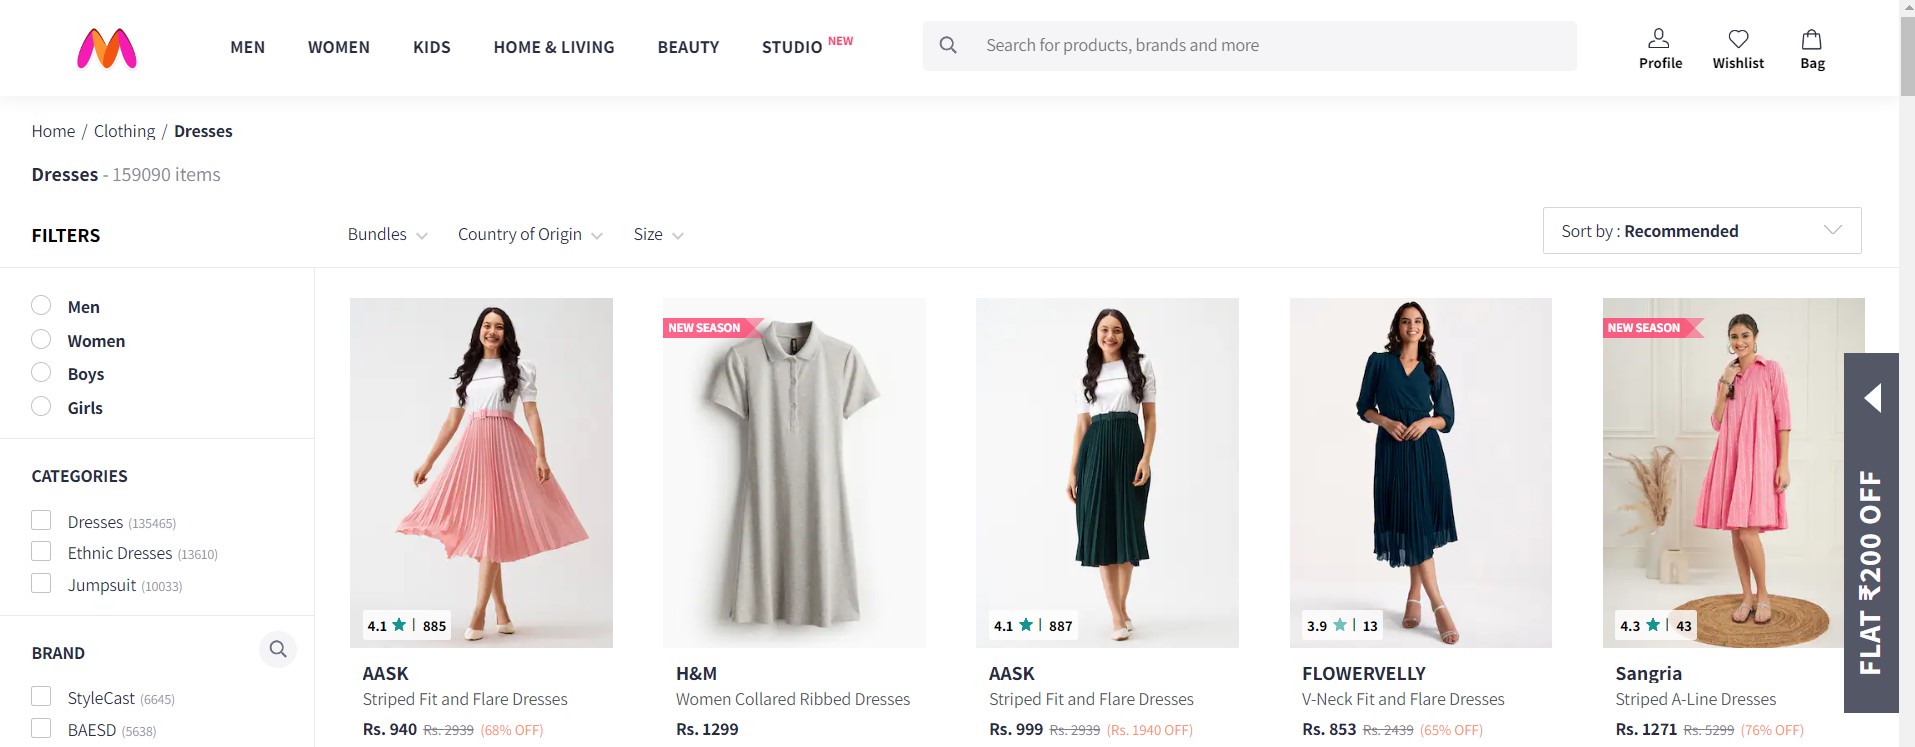 MEN WOMEN KIDS HOME & LIVING BEAUTY STUDIO NEW Search for products, brands and more Profile Wishlist Bag
Home / Clothing / Dresses
Dresses - 159090 items
FILTERS Bundles Country of Origin Size Sort by : Recommended
Men
Women
Boys
Girls
CATEGORIES
Dresses (135465)
Ethnic Dresses (13610)
Jumpsuit (10033)
BRAND
StyleCast (6645)
BAESD (5638)
4.1 | 885
AASK
Striped Fit and Flare Dresses
Rs. 940 Rs. 2939 (68% OFF)
NEW SEASON
H&M
Women Collared Ribbed Dresses
Rs. 1299
4.1 | 887
AASK
Striped Fit and Flare Dresses
Rs. 999 Rs. 2939 (Rs. 1940 OFF)
3.9 | 13
FLOWERVELLY
V-Neck Fit and Flare Dresses
Rs. 853 Rs. 2439 (65% OFF)
NEW SEASON
4.3 | 43
Sangria
Striped A-Line Dresses
Rs. 1271 Rs. 5299 (76% OFF)
FLAT ₹200 OFF